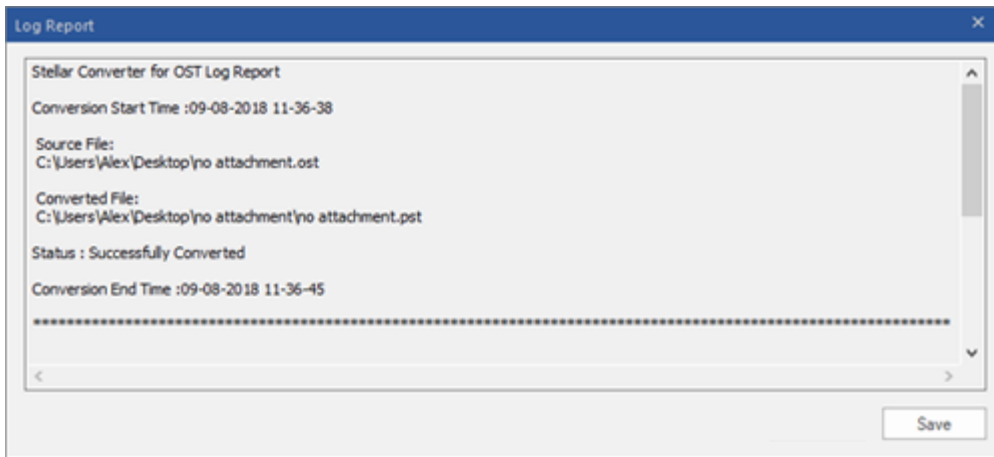 Log Report
Stellar Converter for OST Log Report
Conversion Start Time :09-08-2018 11-36-38
Source File:
C:\Users\Alex\Desktop\no attachment.ost
Converted File:
C:\Users\Alex\Desktop\no attachment\no attachment.pst
Status : Successfully Converted
Conversion End Time :09-08-2018 11-36-45
**************************************************************************************************************
Save